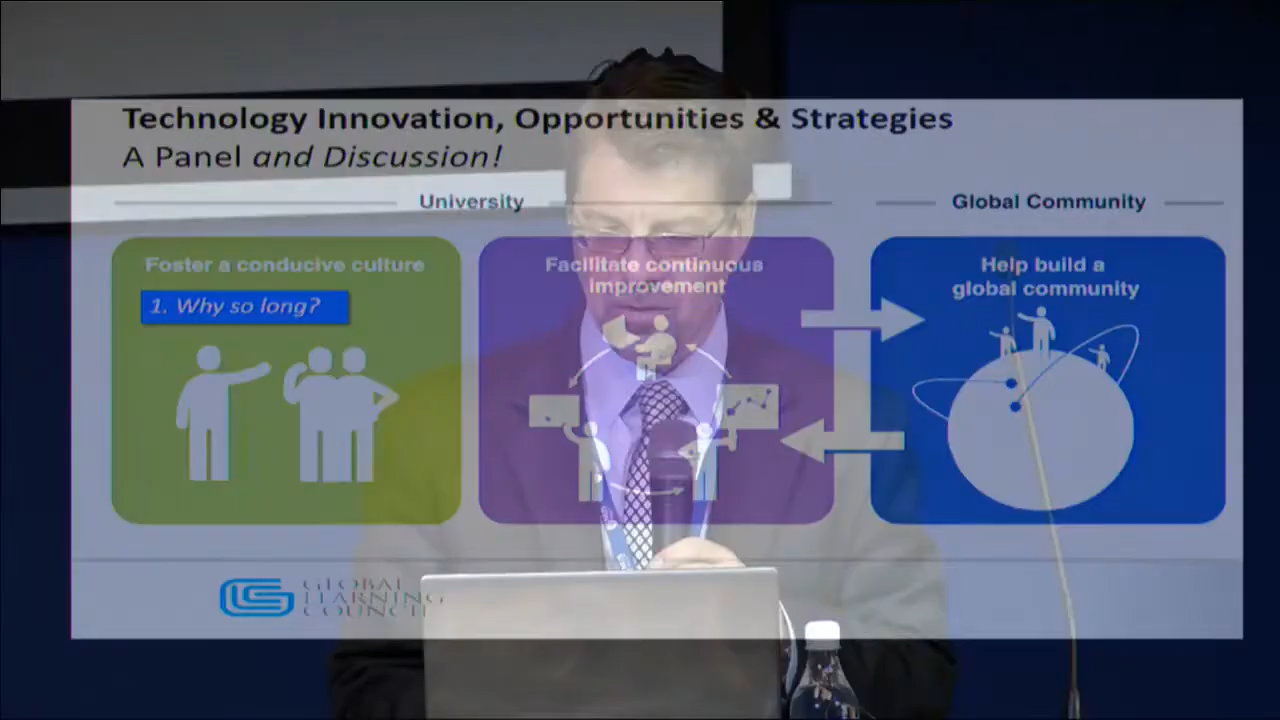 Technology Innovation, Opportunities & Strategies
A Panel and Discussion!
University
Global Community
Foster a conducive culture
1. Why so long?
Facilitate continuous
improvement
Help build a
global community
GLOBAL
LEARNING
COUNCIL